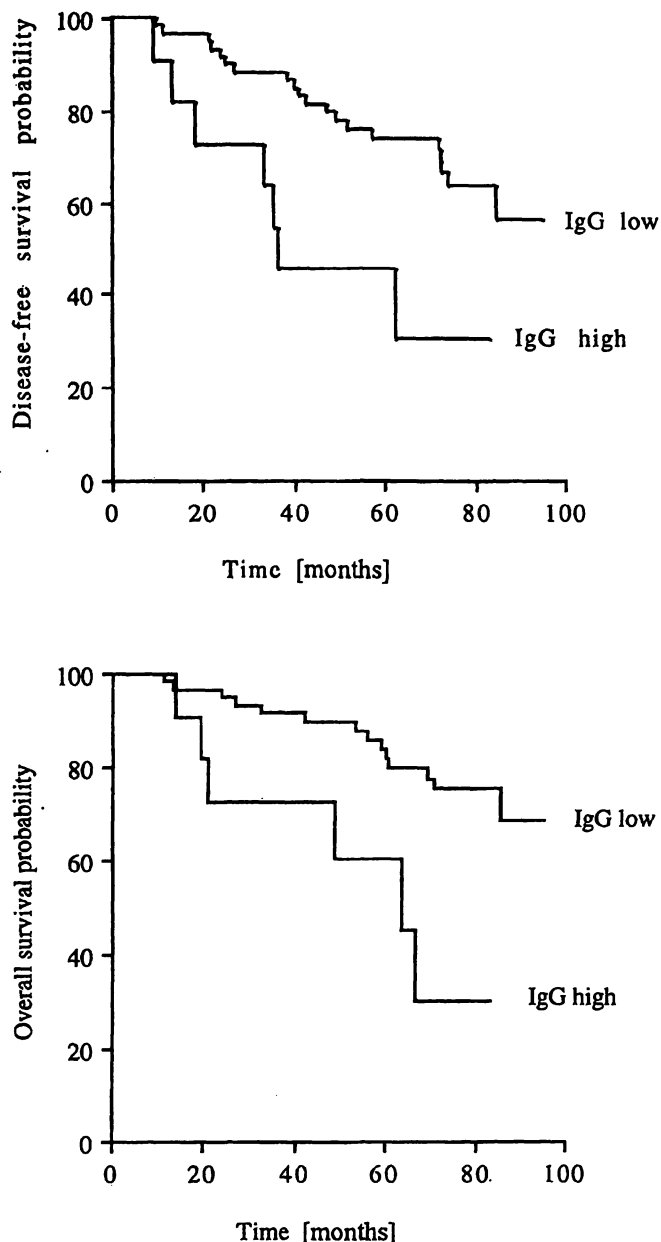 Disease-free survival probability
100
80
60
40
20
0
IgG low
IgG high
0 20 40 60 80 100
Timc [months]
Overall survival probability
100
80
60
40
20
0
IgG low
IgG high
0 20 40 60 80. 100
Time [months]